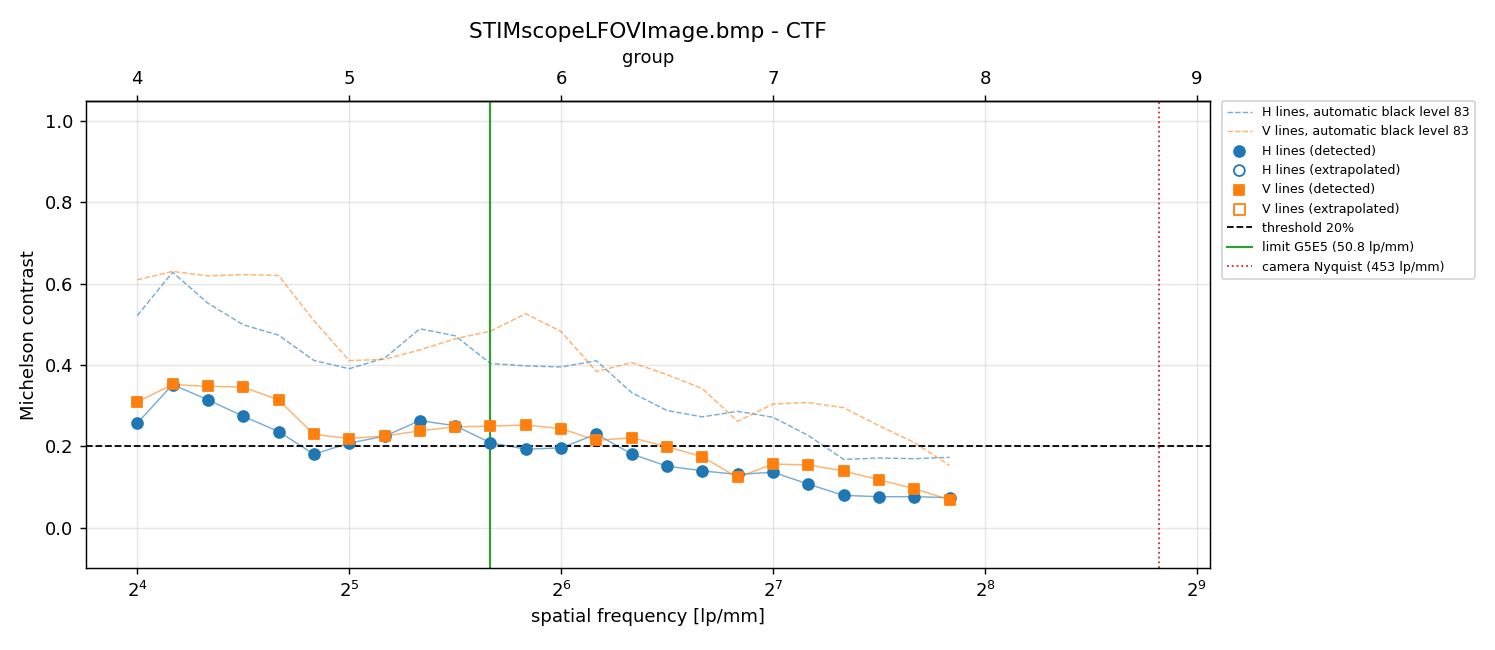 STIMscopeLFOVImage.bmp - CTF
group
4 5 6 7 8 9
H lines, automatic black level 83
V lines, automatic black level 83
H lines (detected)
H lines (extrapolated)
V lines (detected)
V lines (extrapolated)
threshold 20%
limit G5E5 (50.8 lp/mm)
camera Nyquist (453 lp/mm)
Michelson contrast
1.0
0.8
0.6
0.4
0.2
0.0
2⁴ 2⁵ 2⁶ 2⁷ 2⁸ 2⁹
spatial frequency [lp/mm]